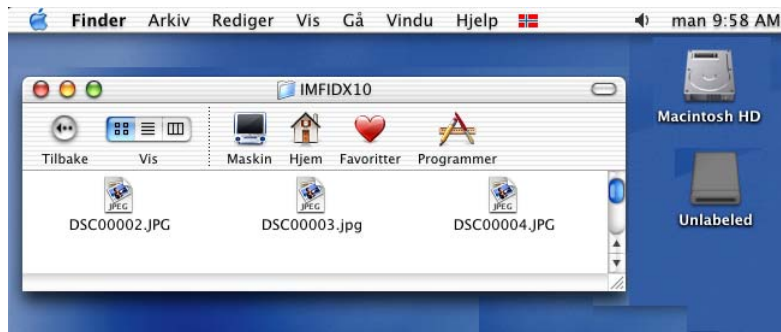 Finder Arkiv Rediger Vis Gå Vindu Hjelp man 9:58 AM
IMFIDX10
Tilbake Vis Maskin Hjem Favoritter Programmer
JPEG JPEG JPEG
DSC00002.JPG DSC00003.jpg DSC00004.JPG
Macintosh HD
Unlabeled